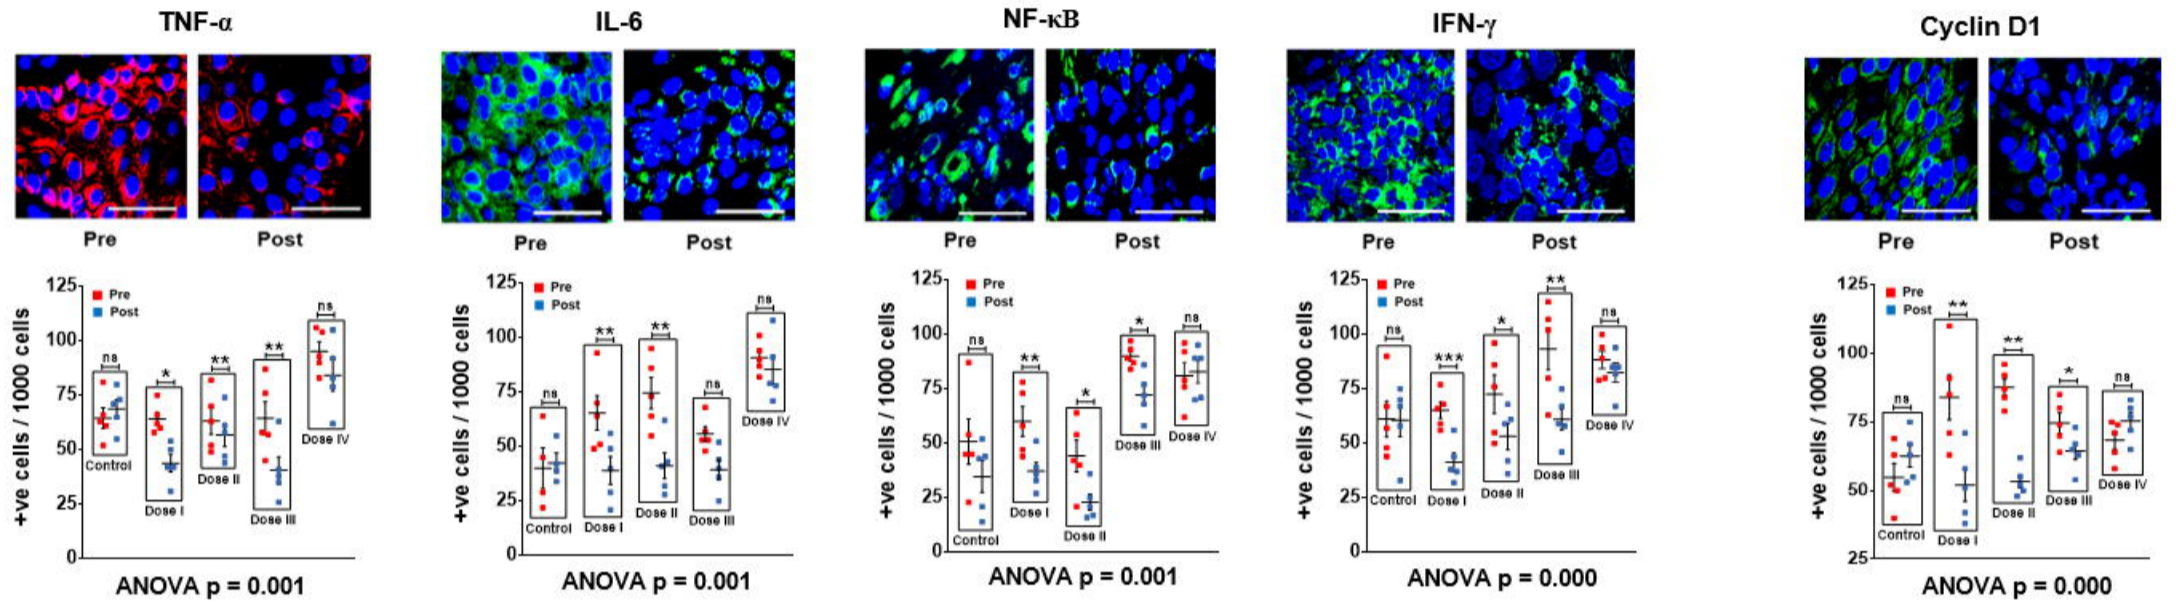 TNF-α
Pre
Post
+ve cells / 1000 cells
125
100
75
50
25
0
Pre
Post
ns
*
**
**
ns
Control
Dose I
Dose II
Dose III
Dose IV
ANOVA p = 0.001
IL-6
Pre
Post
+ve cells / 1000 cells
125
100
75
50
25
0
Pre
Post
ns
**
**
ns
ns
Control
Dose I
Dose II
Dose III
Dose IV
ANOVA p = 0.001
NF-κB
Pre
Post
+ve cells / 1000 cells
125
100
75
50
25
0
Pre
Post
ns
**
*
*
ns
Control
Dose I
Dose II
Dose III
Dose IV
ANOVA p = 0.001
IFN-γ
Pre
Post
+ve cells / 1000 cells
125
100
75
50
25
0
Pre
Post
ns
***
*
**
ns
Control
Dose I
Dose II
Dose III
Dose IV
ANOVA p = 0.000
Cyclin D1
Pre
Post
+ve cells / 1000 cells
125
100
75
50
25
Pre
Post
ns
**
**
*
ns
Control
Dose I
Dose II
Dose III
Dose IV
ANOVA p = 0.000